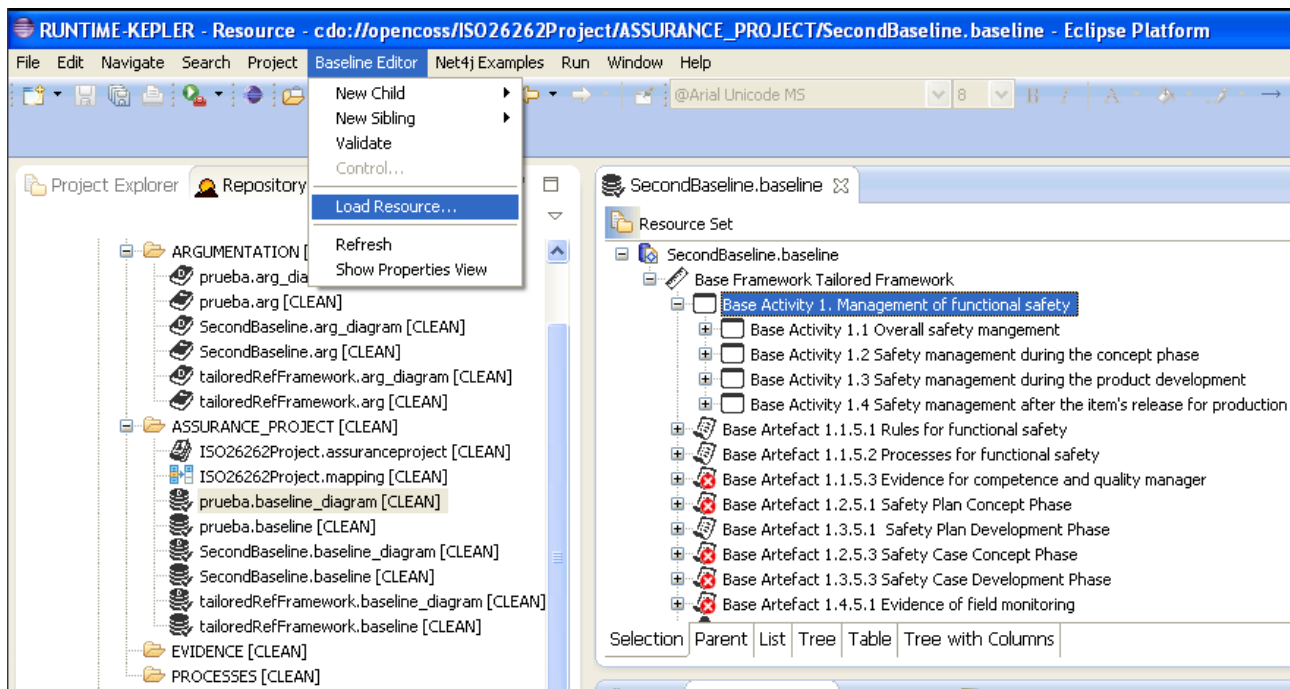 RUNTIME-KEPLER - Resource - cdo://opencoss/ISO26262Project/ASSURANCE_PROJECT/SecondBaseline.baseline - Eclipse Platform
File Edit Navigate Search Project Baseline Editor Net4j Examples Run Window Help
@Arial Unicode MS 8 B I A
New Child
New Sibling
Validate
Control...
Load Resource...
Refresh
Show Properties View
Project Explorer Repository
ARGUMENTATION [
prueba.arg_dia
prueba.arg [CLEAN]
SecondBaseline.arg_diagram [CLEAN]
SecondBaseline.arg [CLEAN]
tailoredRefFramework.arg_diagram [CLEAN]
tailoredRefFramework.arg [CLEAN]
ASSURANCE_PROJECT [CLEAN]
ISO26262Project.assuranceproject [CLEAN]
ISO26262Project.mapping [CLEAN]
prueba.baseline_diagram [CLEAN]
prueba.baseline [CLEAN]
SecondBaseline.baseline_diagram [CLEAN]
SecondBaseline.baseline [CLEAN]
tailoredRefFramework.baseline_diagram [CLEAN]
tailoredRefFramework.baseline [CLEAN]
EVIDENCE [CLEAN]
PROCESSES [CLEAN]
SecondBaseline.baseline
Resource Set
SecondBaseline.baseline
Base Framework Tailored Framework
Base Activity 1. Management of functional safety
Base Activity 1.1 Overall safety mangement
Base Activity 1.2 Safety management during the concept phase
Base Activity 1.3 Safety management during the product development
Base Activity 1.4 Safety management after the item's release for production
Base Artefact 1.1.5.1 Rules for functional safety
Base Artefact 1.1.5.2 Processes for functional safety
Base Artefact 1.1.5.3 Evidence for competence and quality manager
Base Artefact 1.2.5.1 Safety Plan Concept Phase
Base Artefact 1.3.5.1 Safety Plan Development Phase
Base Artefact 1.2.5.3 Safety Case Concept Phase
Base Artefact 1.3.5.3 Safety Case Development Phase
Base Artefact 1.4.5.1 Evidence of field monitoring
Selection Parent List Tree Table Tree with Columns